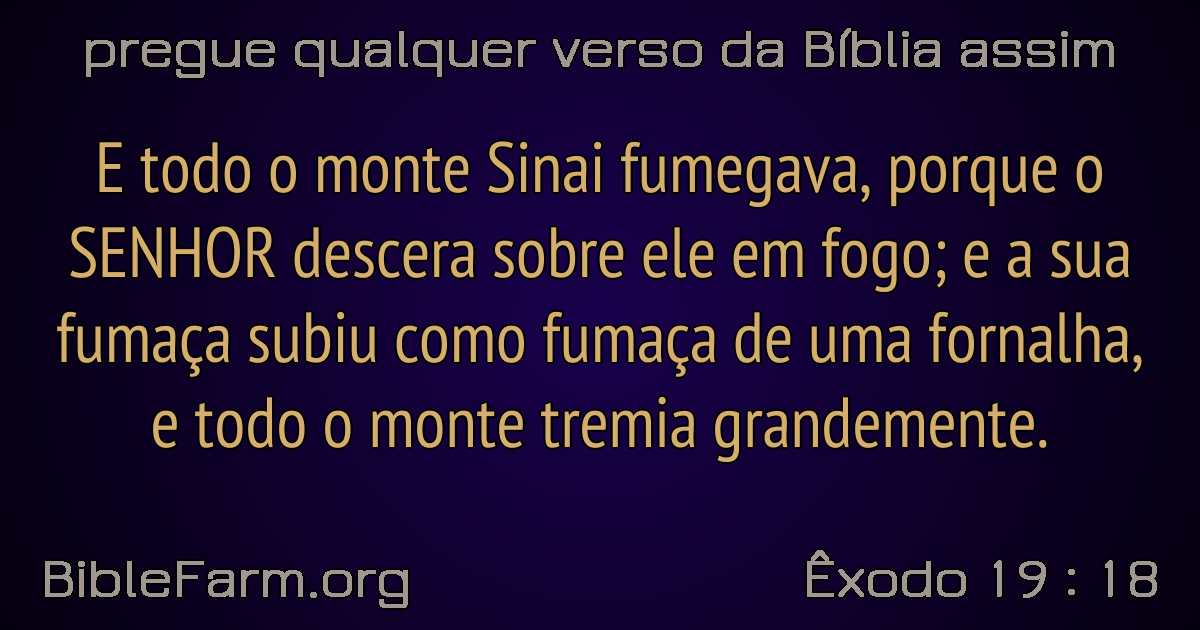 pregue qualquer verso da Bíblia assim
E todo o monte Sinai fumegava, porque o
SENHOR descera sobre ele em fogo; e a sua
fumaça subiu como fumaça de uma fornalha,
e todo o monte tremia grandemente.
BibleFarm.org
Êxodo 19 : 18